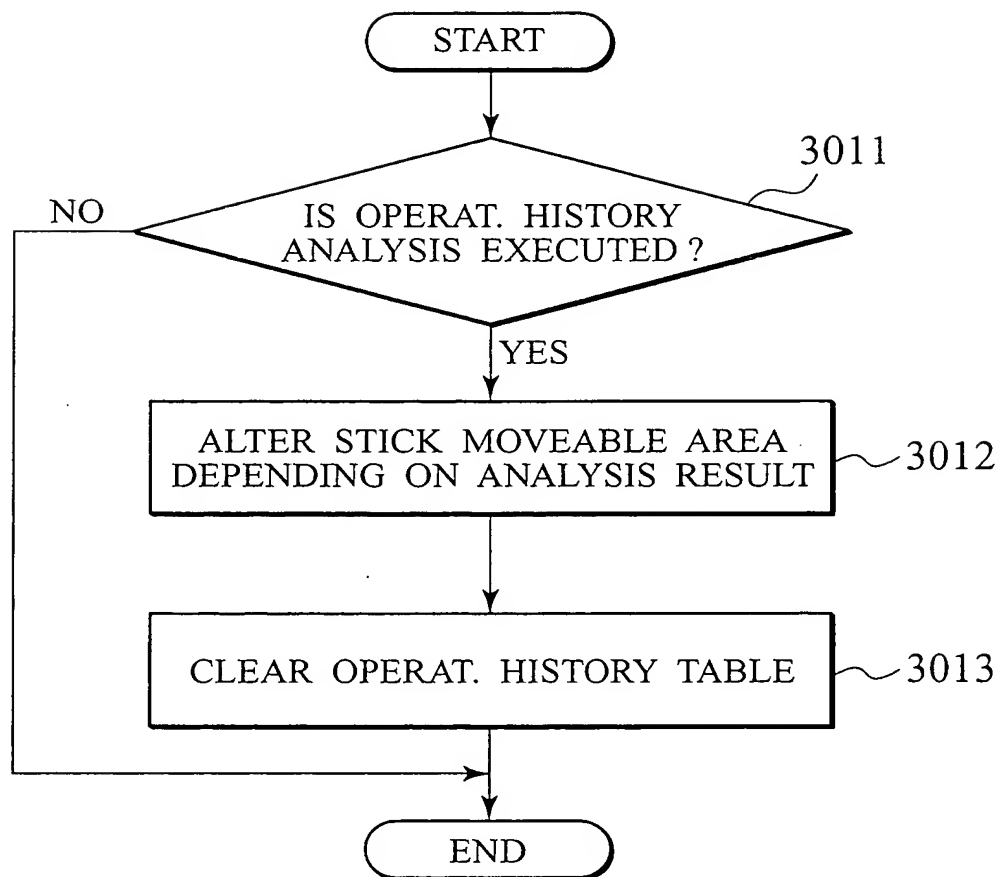 START
3011
NO
IS OPERAT. HISTORY
ANALYSIS EXECUTED ?
YES
ALTER STICK MOVEABLE AREA
DEPENDING ON ANALYSIS RESULT
3012
CLEAR OPERAT. HISTORY TABLE
3013
END